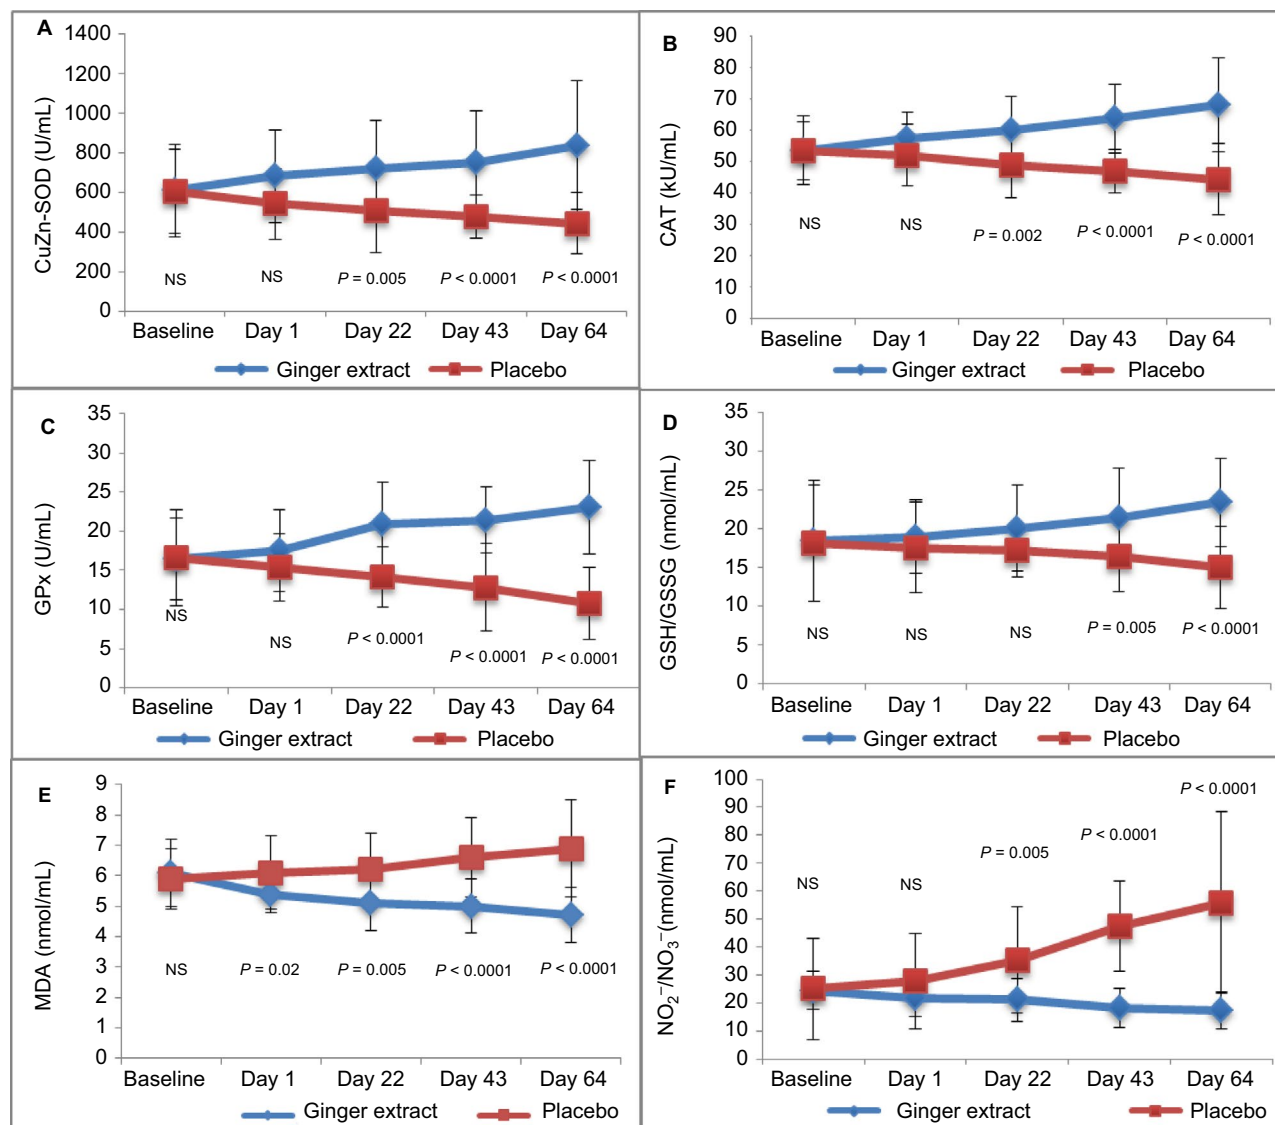 A
CuZn-SOD (U/mL)
1400
1200
1000
800
600
400
200
0
NS
NS
P = 0.005
P < 0.0001
P < 0.0001
Baseline
Day 1
Day 22
Day 43
Day 64
Ginger extract
Placebo
B
CAT (kU/mL)
90
80
70
60
50
40
30
20
10
0
NS
NS
P = 0.002
P < 0.0001
P < 0.0001
Baseline
Day 1
Day 22
Day 43
Day 64
Ginger extract
Placebo
C
GPx (U/mL)
35
30
25
20
15
10
5
0
NS
NS
P < 0.0001
P < 0.0001
P < 0.0001
Baseline
Day 1
Day 22
Day 43
Day 64
Ginger extract
Placebo
D
GSH/GSSG (nmol/mL)
35
30
25
20
15
10
5
0
NS
NS
NS
P = 0.005
P < 0.0001
Baseline
Day 1
Day 22
Day 43
Day 64
Ginger extract
Placebo
E
MDA (nmol/mL)
9
8
7
6
5
4
3
2
1
0
NS
P = 0.02
P = 0.005
P < 0.0001
P < 0.0001
Baseline
Day 1
Day 22
Day 43
Day 64
Ginger extract
Placebo
F
NO₂⁻/NO₃⁻(nmol/mL)
100
90
80
70
60
50
40
30
20
10
0
NS
NS
P = 0.005
P < 0.0001
P < 0.0001
Baseline
Day 1
Day 22
Day 43
Day 64
Ginger extract
Placebo